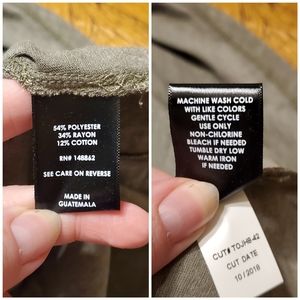 54% POLYESTER
34% RAYON
12% COTTON
RN# 148862
SEE CARE ON REVERSE
MADE IN
GUATEMALA
MACHINE WASH COLD
WITH LIKE COLORS
GENTLE CYCLE
USE ONLY
NON-CHLORINE
BLEACH IF NEEDED
TUMBLE DRY LOW
WARM IRON
IF NEEDED
CUT# TOJH842
CUT DATE
10/2018